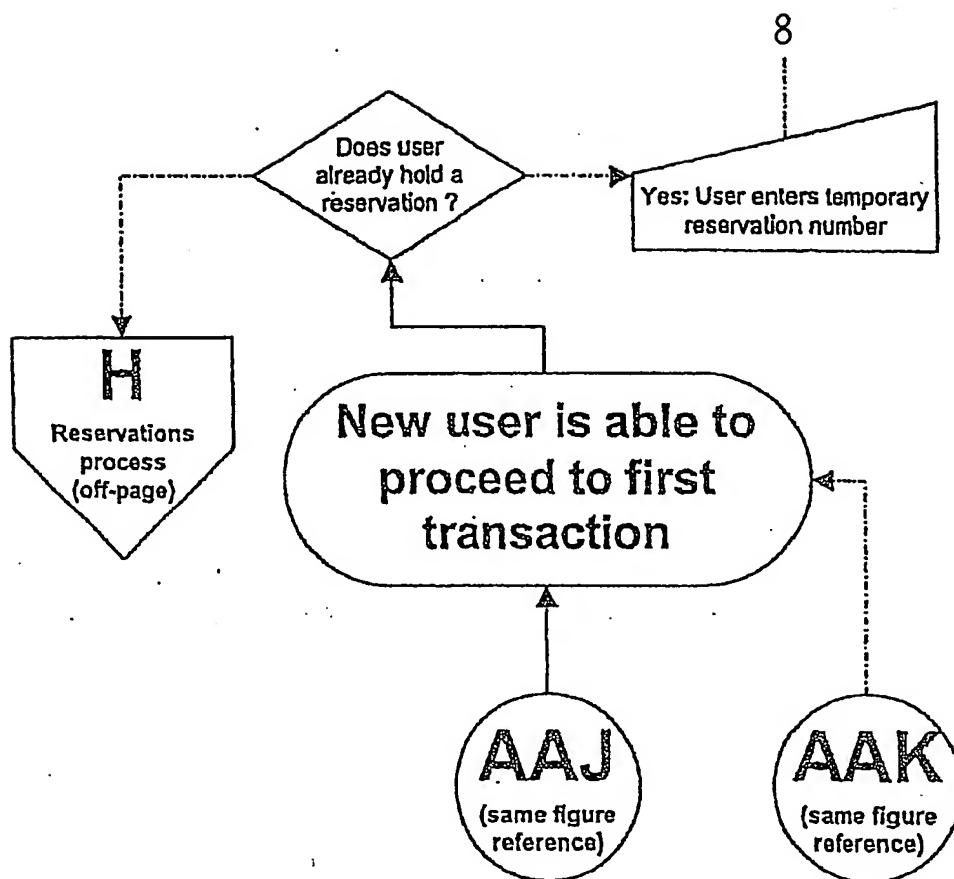 8
Does user
already hold a
reservation ?
Yes: User enters temporary
reservation number
H
Reservations
process
(off-page)
New user is able to
proceed to first
transaction
AAJ
(same figure
reference)
AAK
(same figure
reference)